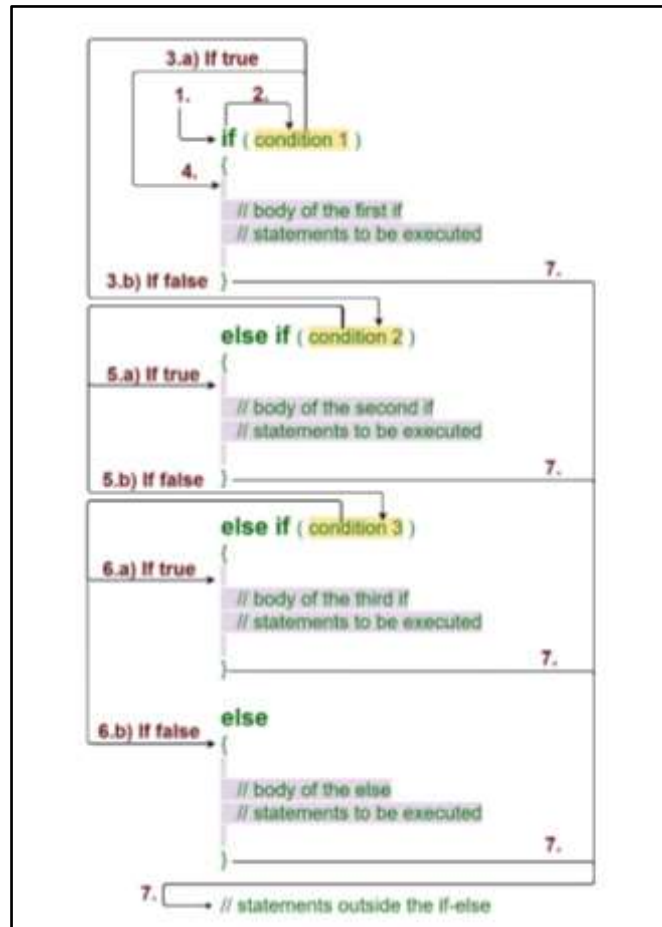 3.a) If true
1. 2.
if ( condition 1 )
4. {
// body of the first if
// statements to be executed
7.
3.b) If false }
else if ( condition 2 )
{
5.a) If true
// body of the second if
// statements to be executed
7.
5.b) If false }
else if ( condition 3 )
{
6.a) If true
// body of the third if
// statements to be executed
7.
}
else
6.b) If false {
// body of the else
// statements to be executed
7.
}
7.
// statements outside the if-else